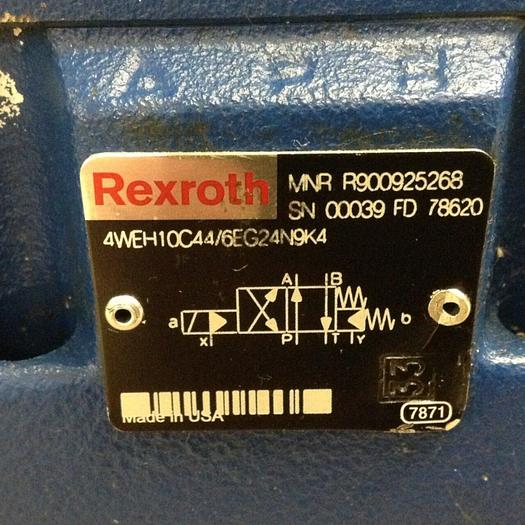 Rexroth
MNR R900925268
SN 00039 FD 78620
4WEH10C44/6EG24N9K4
A B
a b
X P T Y
Made in USA
7871